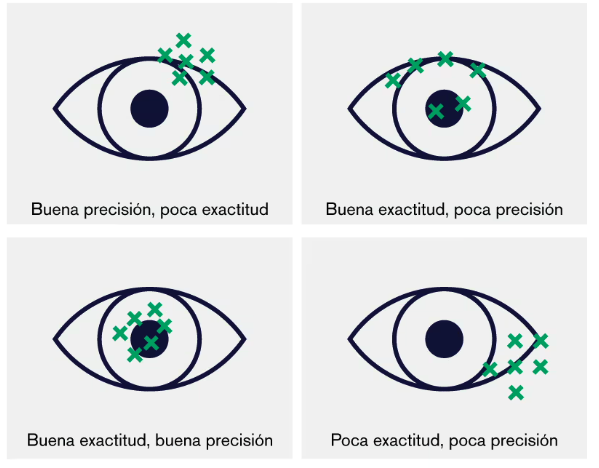 Buena precisión, poca exactitud
Buena exactitud, poca precisión
Buena exactitud, buena precisión
Poca exactitud, poca precisión